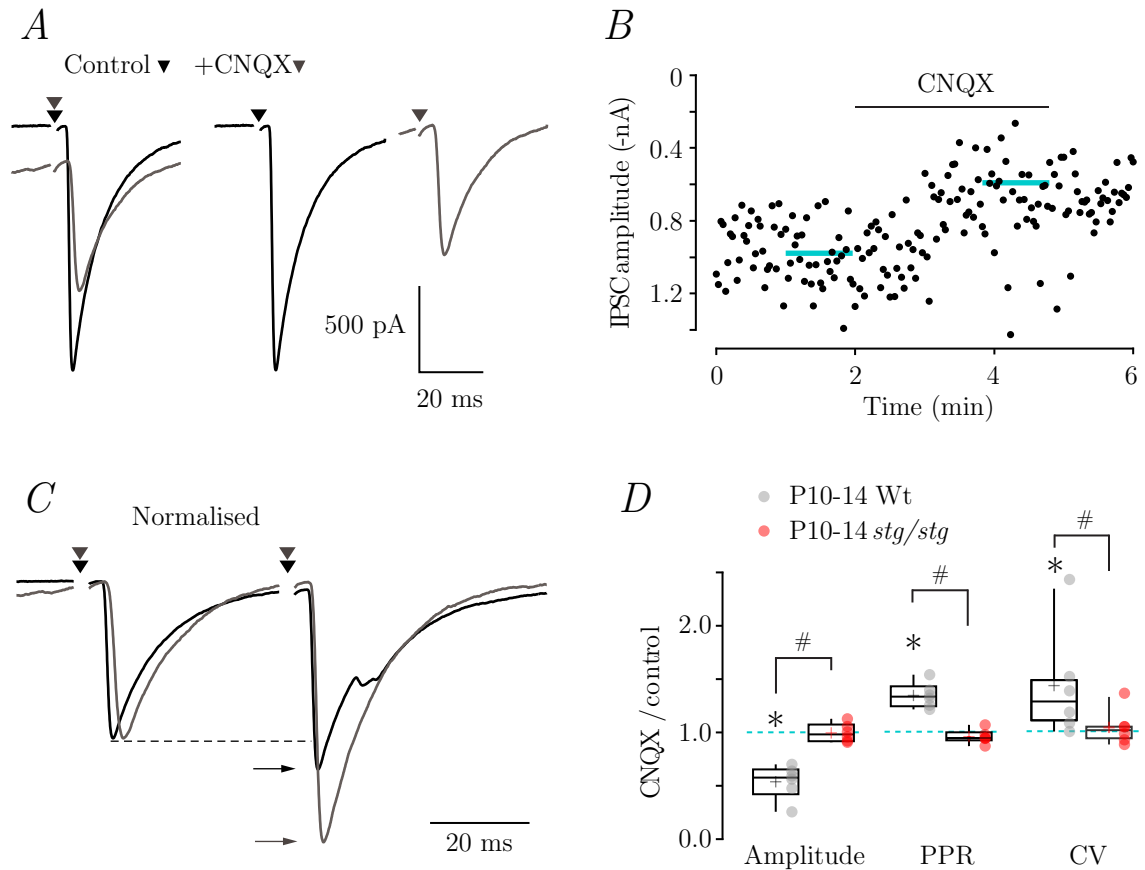 A
Control ▼ +CNQX▼
500 pA
20 ms
B
CNQX
IPSC amplitude (-nA)
0
0.4
0.8
1.2
0 2 4 6
Time (min)
C
Normalised
20 ms
D
P10-14 Wt
P10-14 stg/stg
CNQX /control
2.0
1.0
0.0
* # * # * #
Amplitude PPR CV